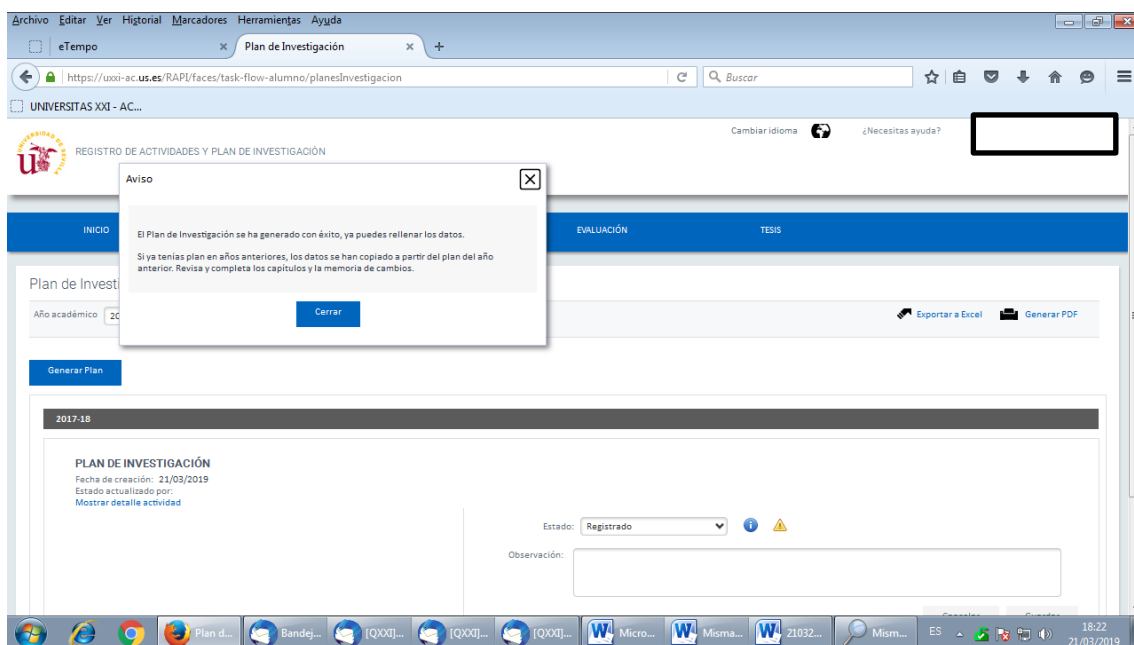 Archivo Editar Ver Historial Marcadores Herramientas Ayuda
eTempo × Plan de Investigación × +
https://uxxi-ac.us.es/RAPI/faces/task-flow-alumno/planesInvestigacion Buscar
UNIVERSITAS XXI - AC...
Cambiar idioma ¿Necesitas ayuda?
REGISTRO DE ACTIVIDADES Y PLAN DE INVESTIGACIÓN
Aviso
INICIO EVALUACIÓN TESIS
El Plan de Investigación se ha generado con éxito, ya puedes rellenar los datos.
Si ya tenías plan en años anteriores, los datos se han copiado a partir del plan del año
anterior. Revisa y completa los capítulos y la memoria de cambios.
Plan de Investi
Año académico 20 Cerrar Exportar a Excel Generar PDF
Generar Plan
2017-18
PLAN DE INVESTIGACIÓN
Fecha de creación: 21/03/2019
Estado actualizado por:
Mostrar detalle actividad
Estado: Registrado
Observación:
Cancelar Guardar
Plan d... Bandej... [QXXI]... [QXXI]... [QXXI]... Micro... Misma... 21032... Mism... ES 18:22
21/03/2019